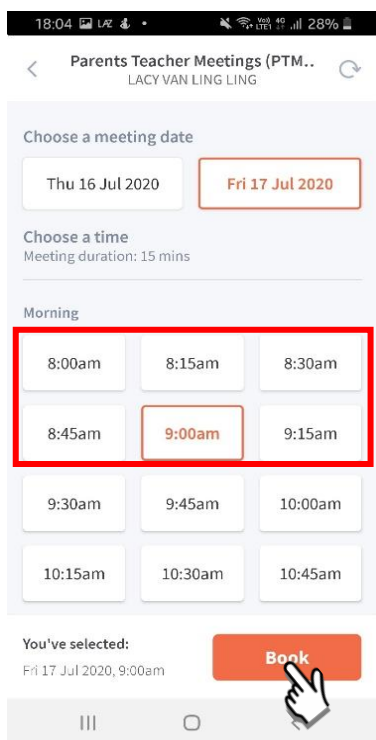 18:04 28%
Parents Teacher Meetings (PTM..
LACY VAN LING LING
Choose a meeting date
Thu 16 Jul 2020 Fri 17 Jul 2020
Choose a time
Meeting duration: 15 mins
Morning
8:00am 8:15am 8:30am
8:45am 9:00am 9:15am
9:30am 9:45am 10:00am
10:15am 10:30am 10:45am
You've selected:
Fri 17 Jul 2020, 9:00am
Book